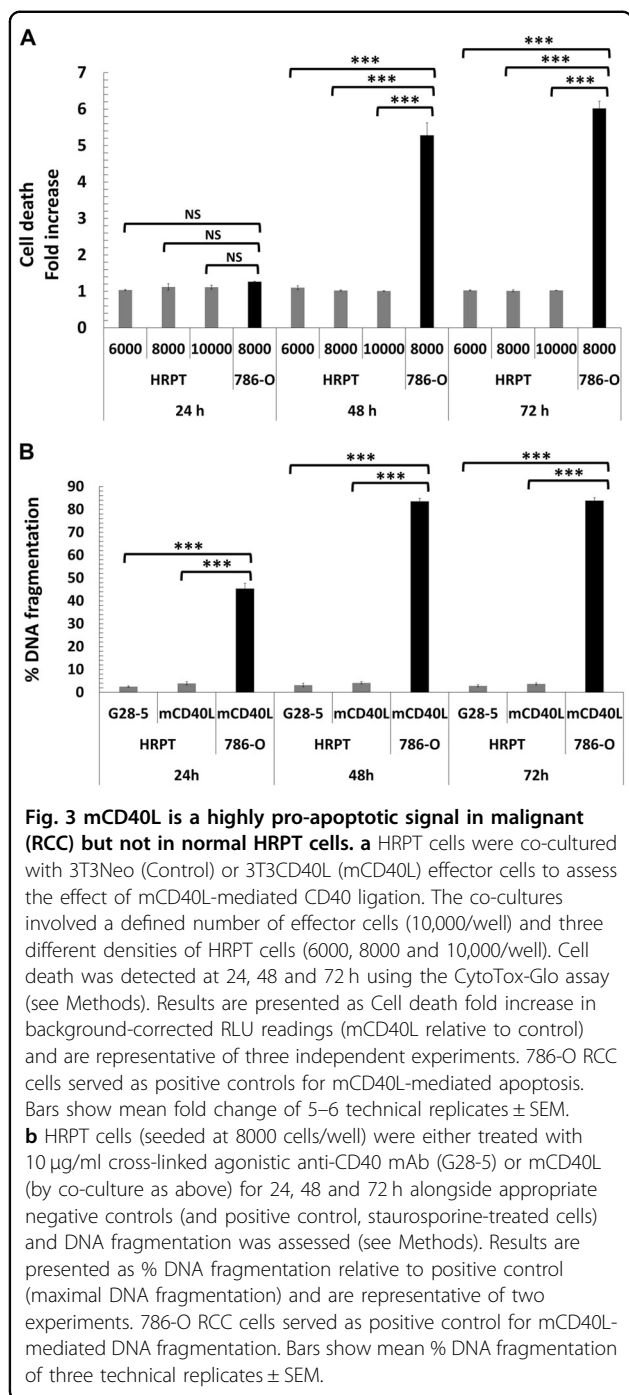 A
***
***
***
***
***
***
NS
NS
NS
Cell death
Fold increase
7
6
5
4
3
2
1
0
6000 8000 10000 8000 6000 8000 10000 8000 6000 8000 10000 8000
HRPT 786-O HRPT 786-O HRPT 786-O
24 h 48 h 72 h
B
***
***
***
***
***
***
% DNA fragmentation
90
80
70
60
50
40
30
20
10
0
G28-5 mCD40L mCD40L G28-5 mCD40L mCD40L G28-5 mCD40L mCD40L
HRPT 786-O HRPT 786-O HRPT 786-O
24h 48h 72h
Fig. 3 mCD40L is a highly pro-apoptotic signal in malignant
(RCC) but not in normal HRPT cells. a HRPT cells were co-cultured
with 3T3Neo (Control) or 3T3CD40L (mCD40L) effector cells to assess
the effect of mCD40L-mediated CD40 ligation. The co-cultures
involved a defined number of effector cells (10,000/well) and three
different densities of HRPT cells (6000, 8000 and 10,000/well). Cell
death was detected at 24, 48 and 72 h using the CytoTox-Glo assay
(see Methods). Results are presented as Cell death fold increase in
background-corrected RLU readings (mCD40L relative to control)
and are representative of three independent experiments. 786-O RCC
cells served as positive controls for mCD40L-mediated apoptosis.
Bars show mean fold change of 5–6 technical replicates ± SEM.
b HRPT cells (seeded at 8000 cells/well) were either treated with
10 μg/ml cross-linked agonistic anti-CD40 mAb (G28-5) or mCD40L
(by co-culture as above) for 24, 48 and 72 h alongside appropriate
negative controls (and positive control, staurosporine-treated cells)
and DNA fragmentation was assessed (see Methods). Results are
presented as % DNA fragmentation relative to positive control
(maximal DNA fragmentation) and are representative of two
experiments. 786-O RCC cells served as positive control for mCD40L-
mediated DNA fragmentation. Bars show mean % DNA fragmentation
of three technical replicates ± SEM.